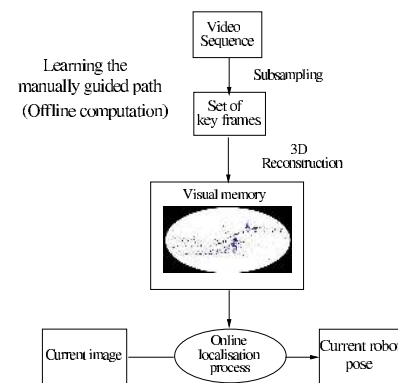 Video
Sequence
Learning the
manually guided path
(Offline computation)
Subsampling
Set of
key frames
3D
Reconstruction
Visual memory
Current image
Online
localisation
process
Current robot
pose